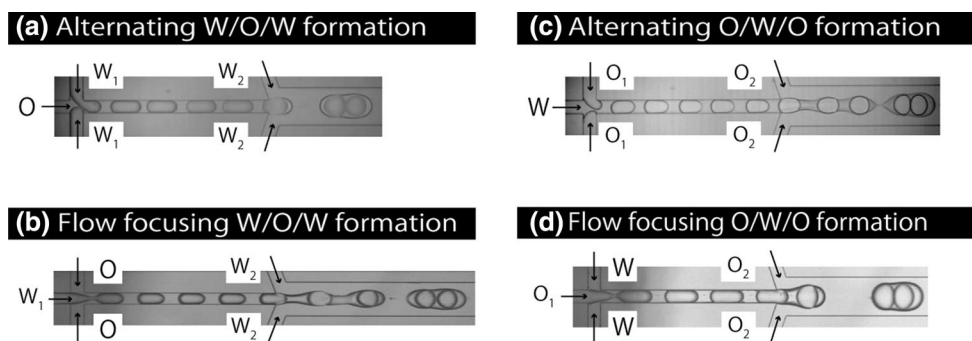 (a) Alternating W/O/W formation
W₁ W₂
O
W₁ W₂
(b) Flow focusing W/O/W formation
O W₂
W₁
O W₂
(c) Alternating O/W/O formation
O₁ O₂
W
O₁ O₂
(d) Flow focusing O/W/O formation
W O₂
O₁
W O₂